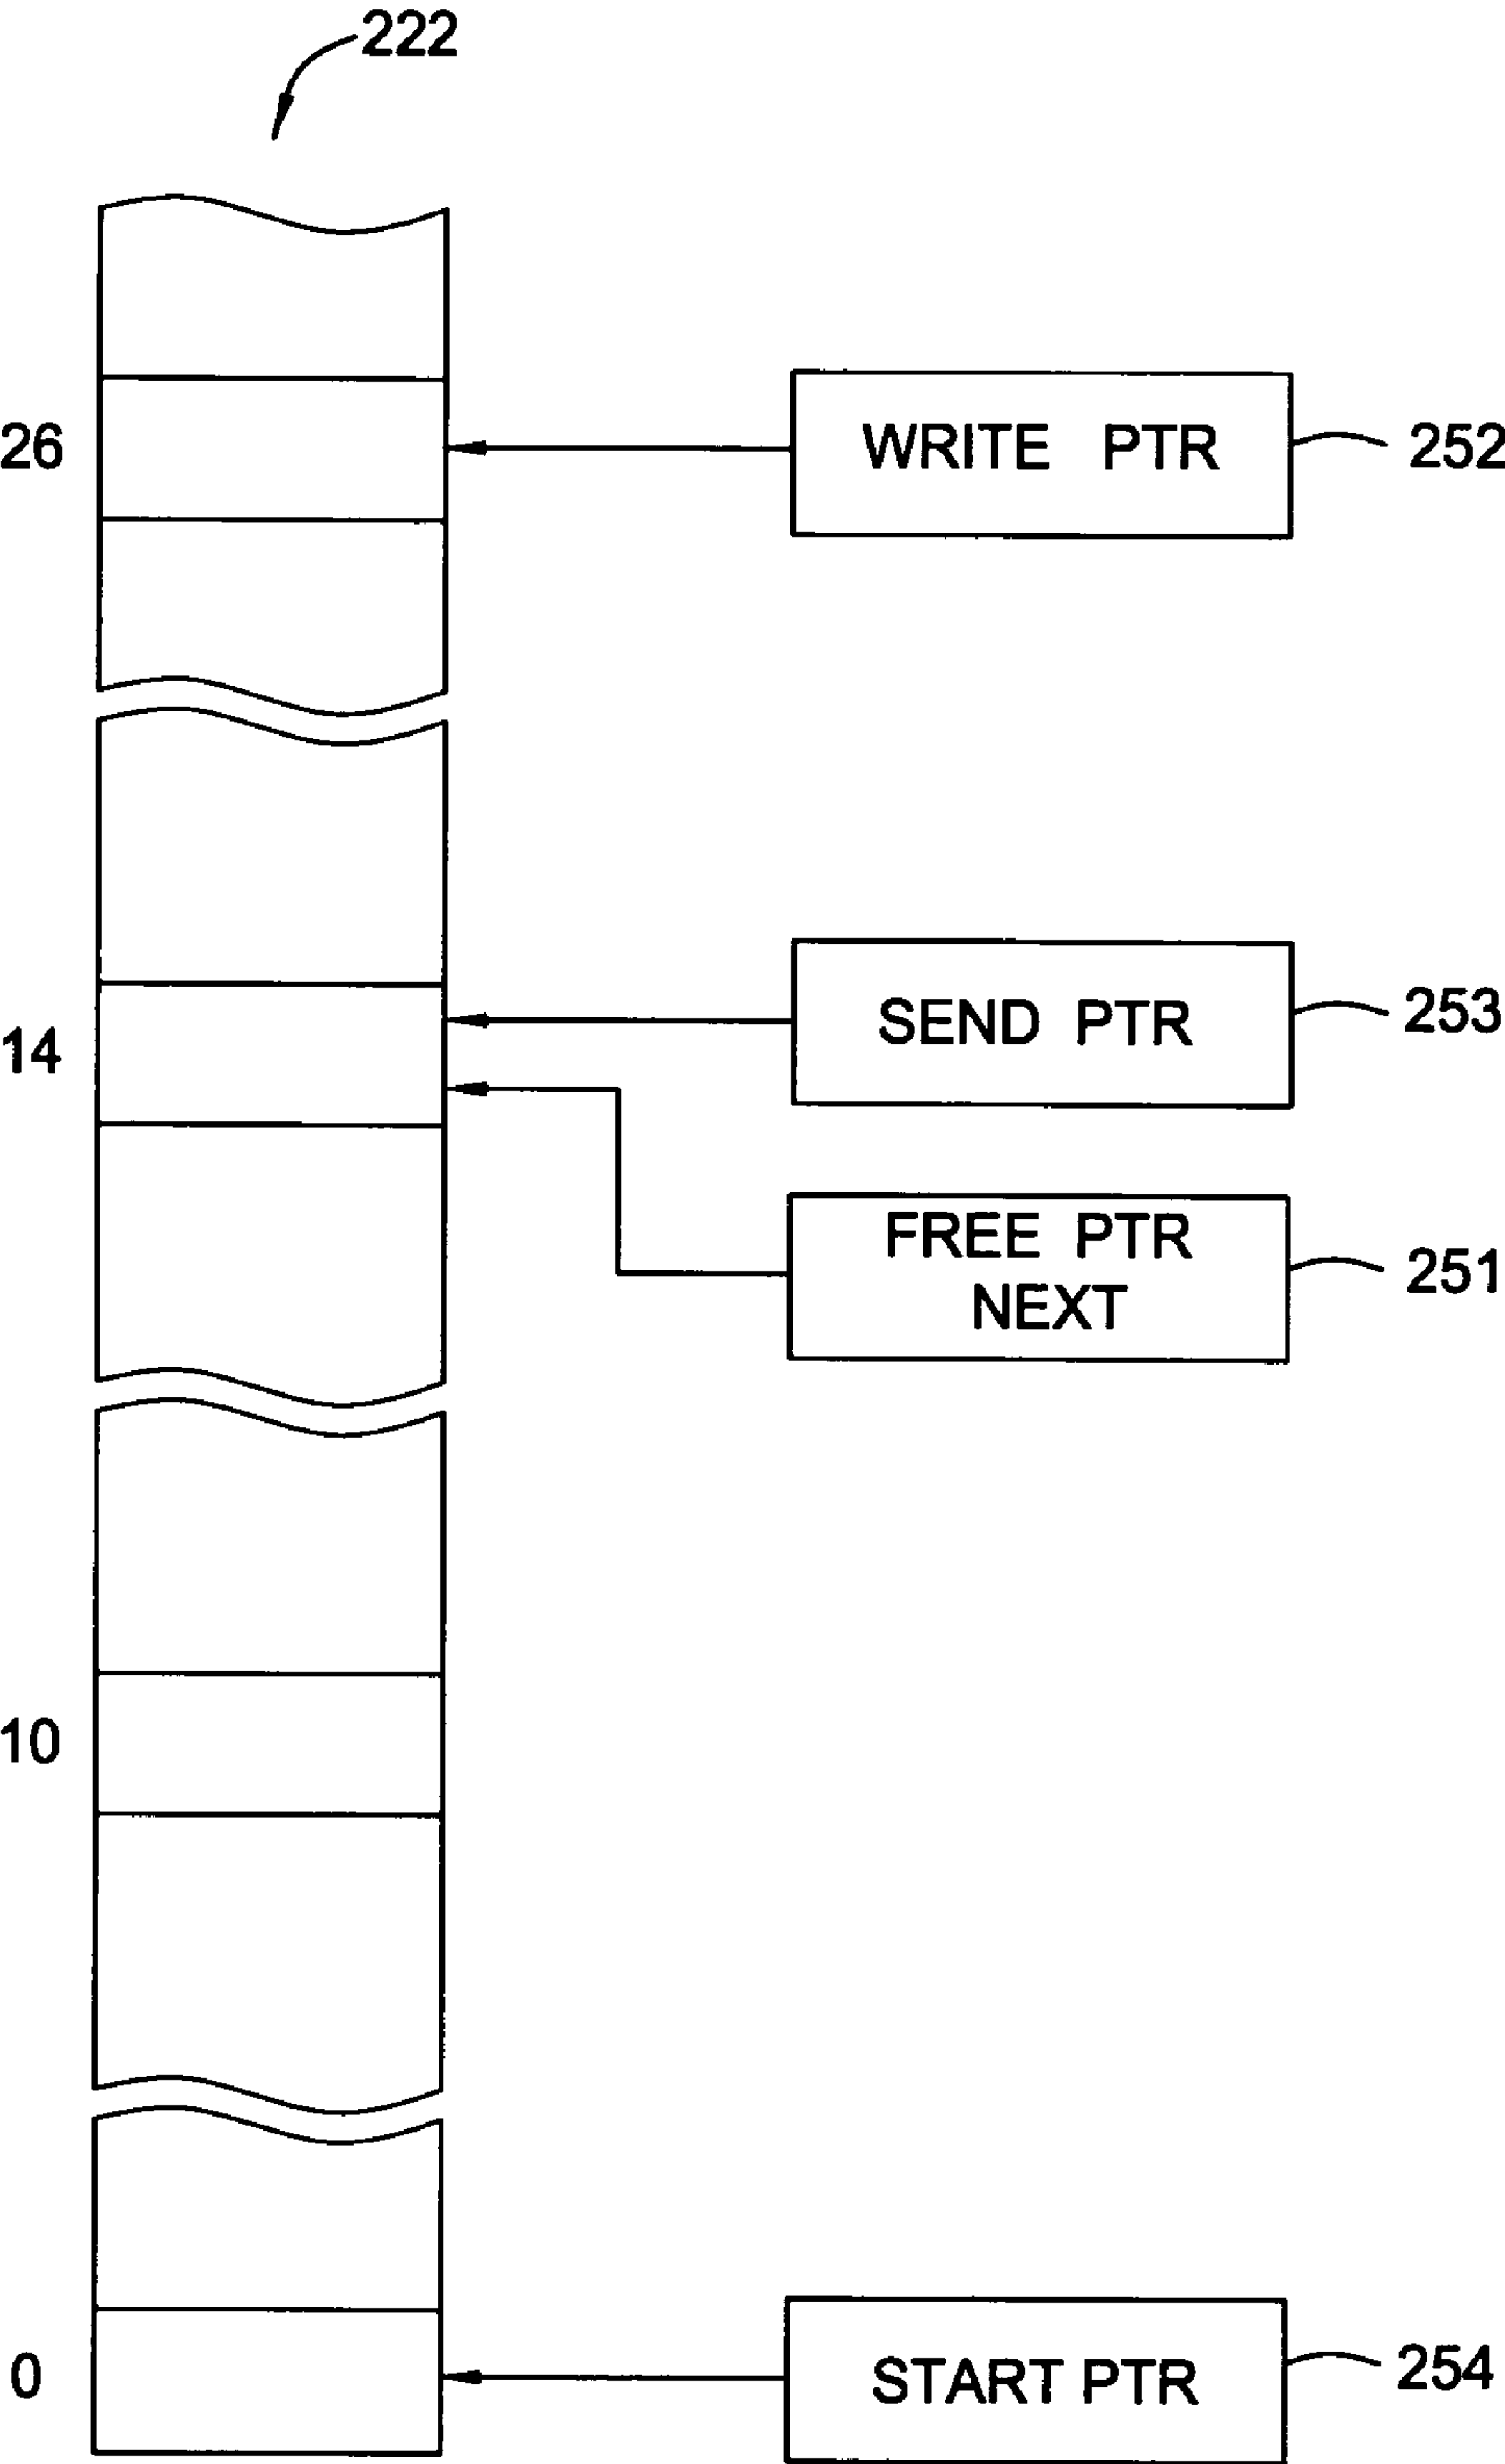 222
26
WRITE PTR
252
14
SEND PTR
253
FREE PTR
NEXT
251
10
0
START PTR
254